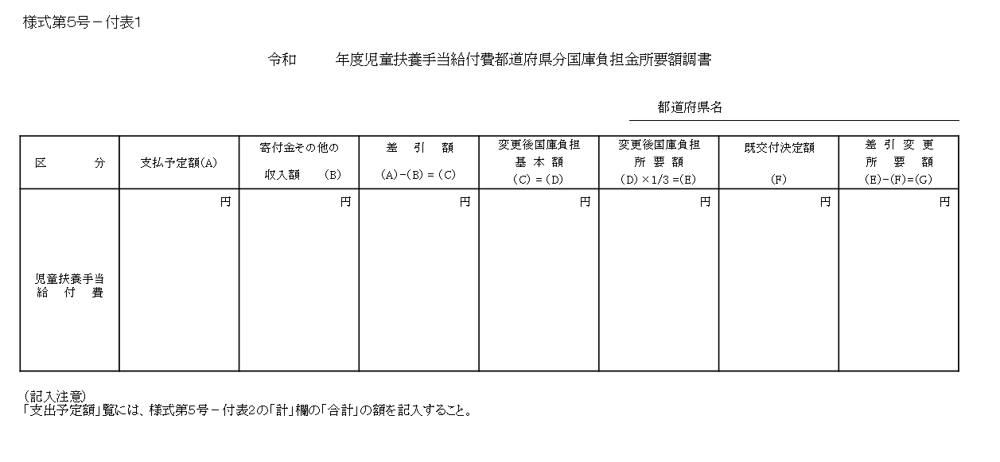 様式第5号－付表1
令和　　年度児童扶養手当給付費都道府県分国庫負担金所要額調書
都道府県名
区　　分
支払予定額(A)
寄付金その他の
収入額　(B)
差　引　額
(A)－(B) = (C)
変更後国庫負担
基　本　額
(C) = (D)
変更後国庫負担
所　要　額
(D) ×1/3 =(E)
既交付決定額
(F)
差　引　変　更
所　要　額
(E)－(F)=(G)
円　円　円　円　円　円　円
児童扶養手当
給　付　費
（記入注意）
「支出予定額」覧には、様式第5号－付表2の「計」欄の「合計」の額を記入すること。